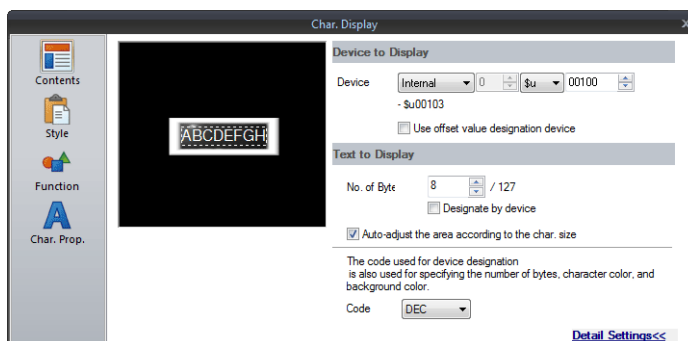 Char. Display
Contents
Style
Function
Char. Prop.
ABCDEFGH
Device to Display
Device Internal 0 $u 00100
- $u00103
Use offset value designation device
Text to Display
No. of Byte 8 / 127
Designate by device
Auto-adjust the area according to the char. size
The code used for device designation
is also used for specifying the number of bytes, character color, and
background color.
Code DEC
Detail Settings<<